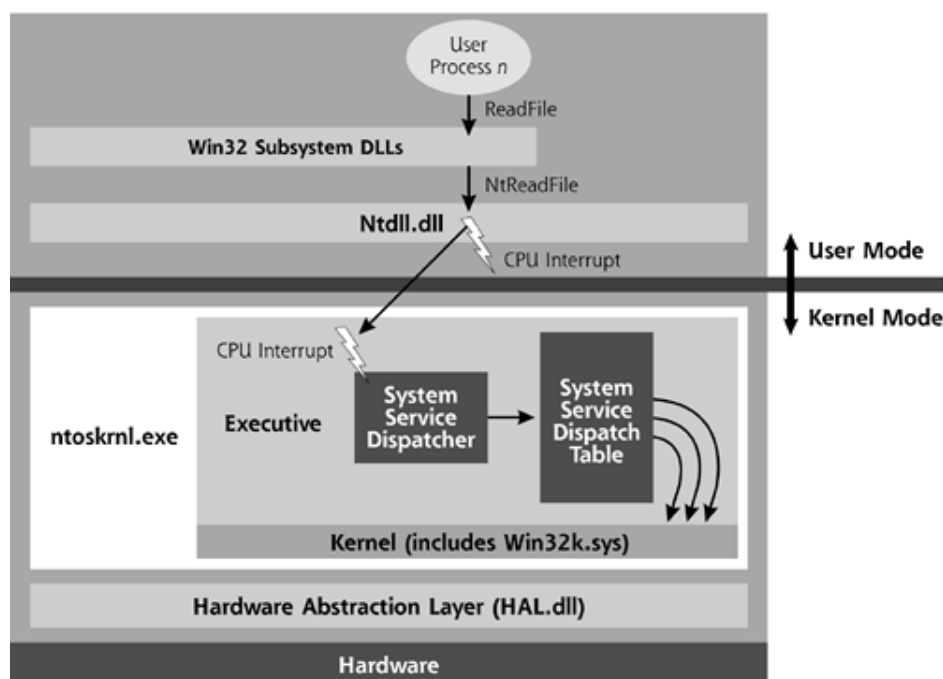 User
Process n
ReadFile
Win32 Subsystem DLLs
NtReadFile
Ntdll.dll
CPU Interrupt
User Mode
Kernel Mode
CPU Interrupt
ntoskrnl.exe
Executive
System
Service
Dispatcher
System
Service
Dispatch
Table
Kernel (includes Win32k.sys)
Hardware Abstraction Layer (HAL.dll)
Hardware